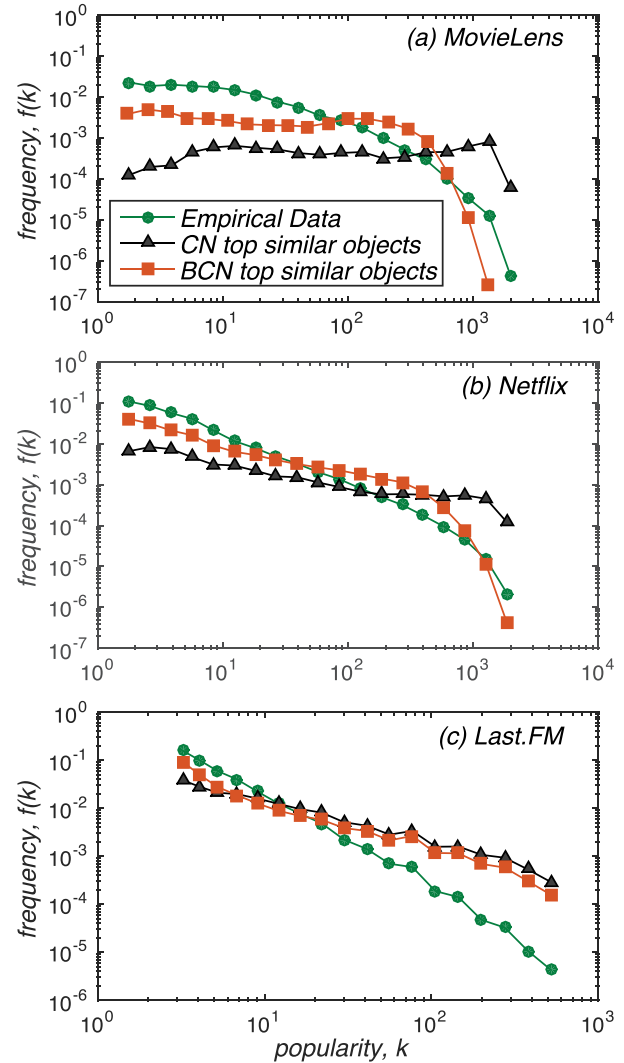 (a) MovieLens
frequency, f(k)
10^0
10^-1
10^-2
10^-3
10^-4
10^-5
10^-6
10^-7
Empirical Data
CN top similar objects
BCN top similar objects
10^0 10^1 10^2 10^3 10^4
(b) Netflix
frequency, f(k)
10^0
10^-1
10^-2
10^-3
10^-4
10^-5
10^-6
10^-7
10^0 10^1 10^2 10^3 10^4
(c) Last.FM
frequency, f(k)
10^0
10^-1
10^-2
10^-3
10^-4
10^-5
10^-6
10^0 10^1 10^2 10^3
popularity, k